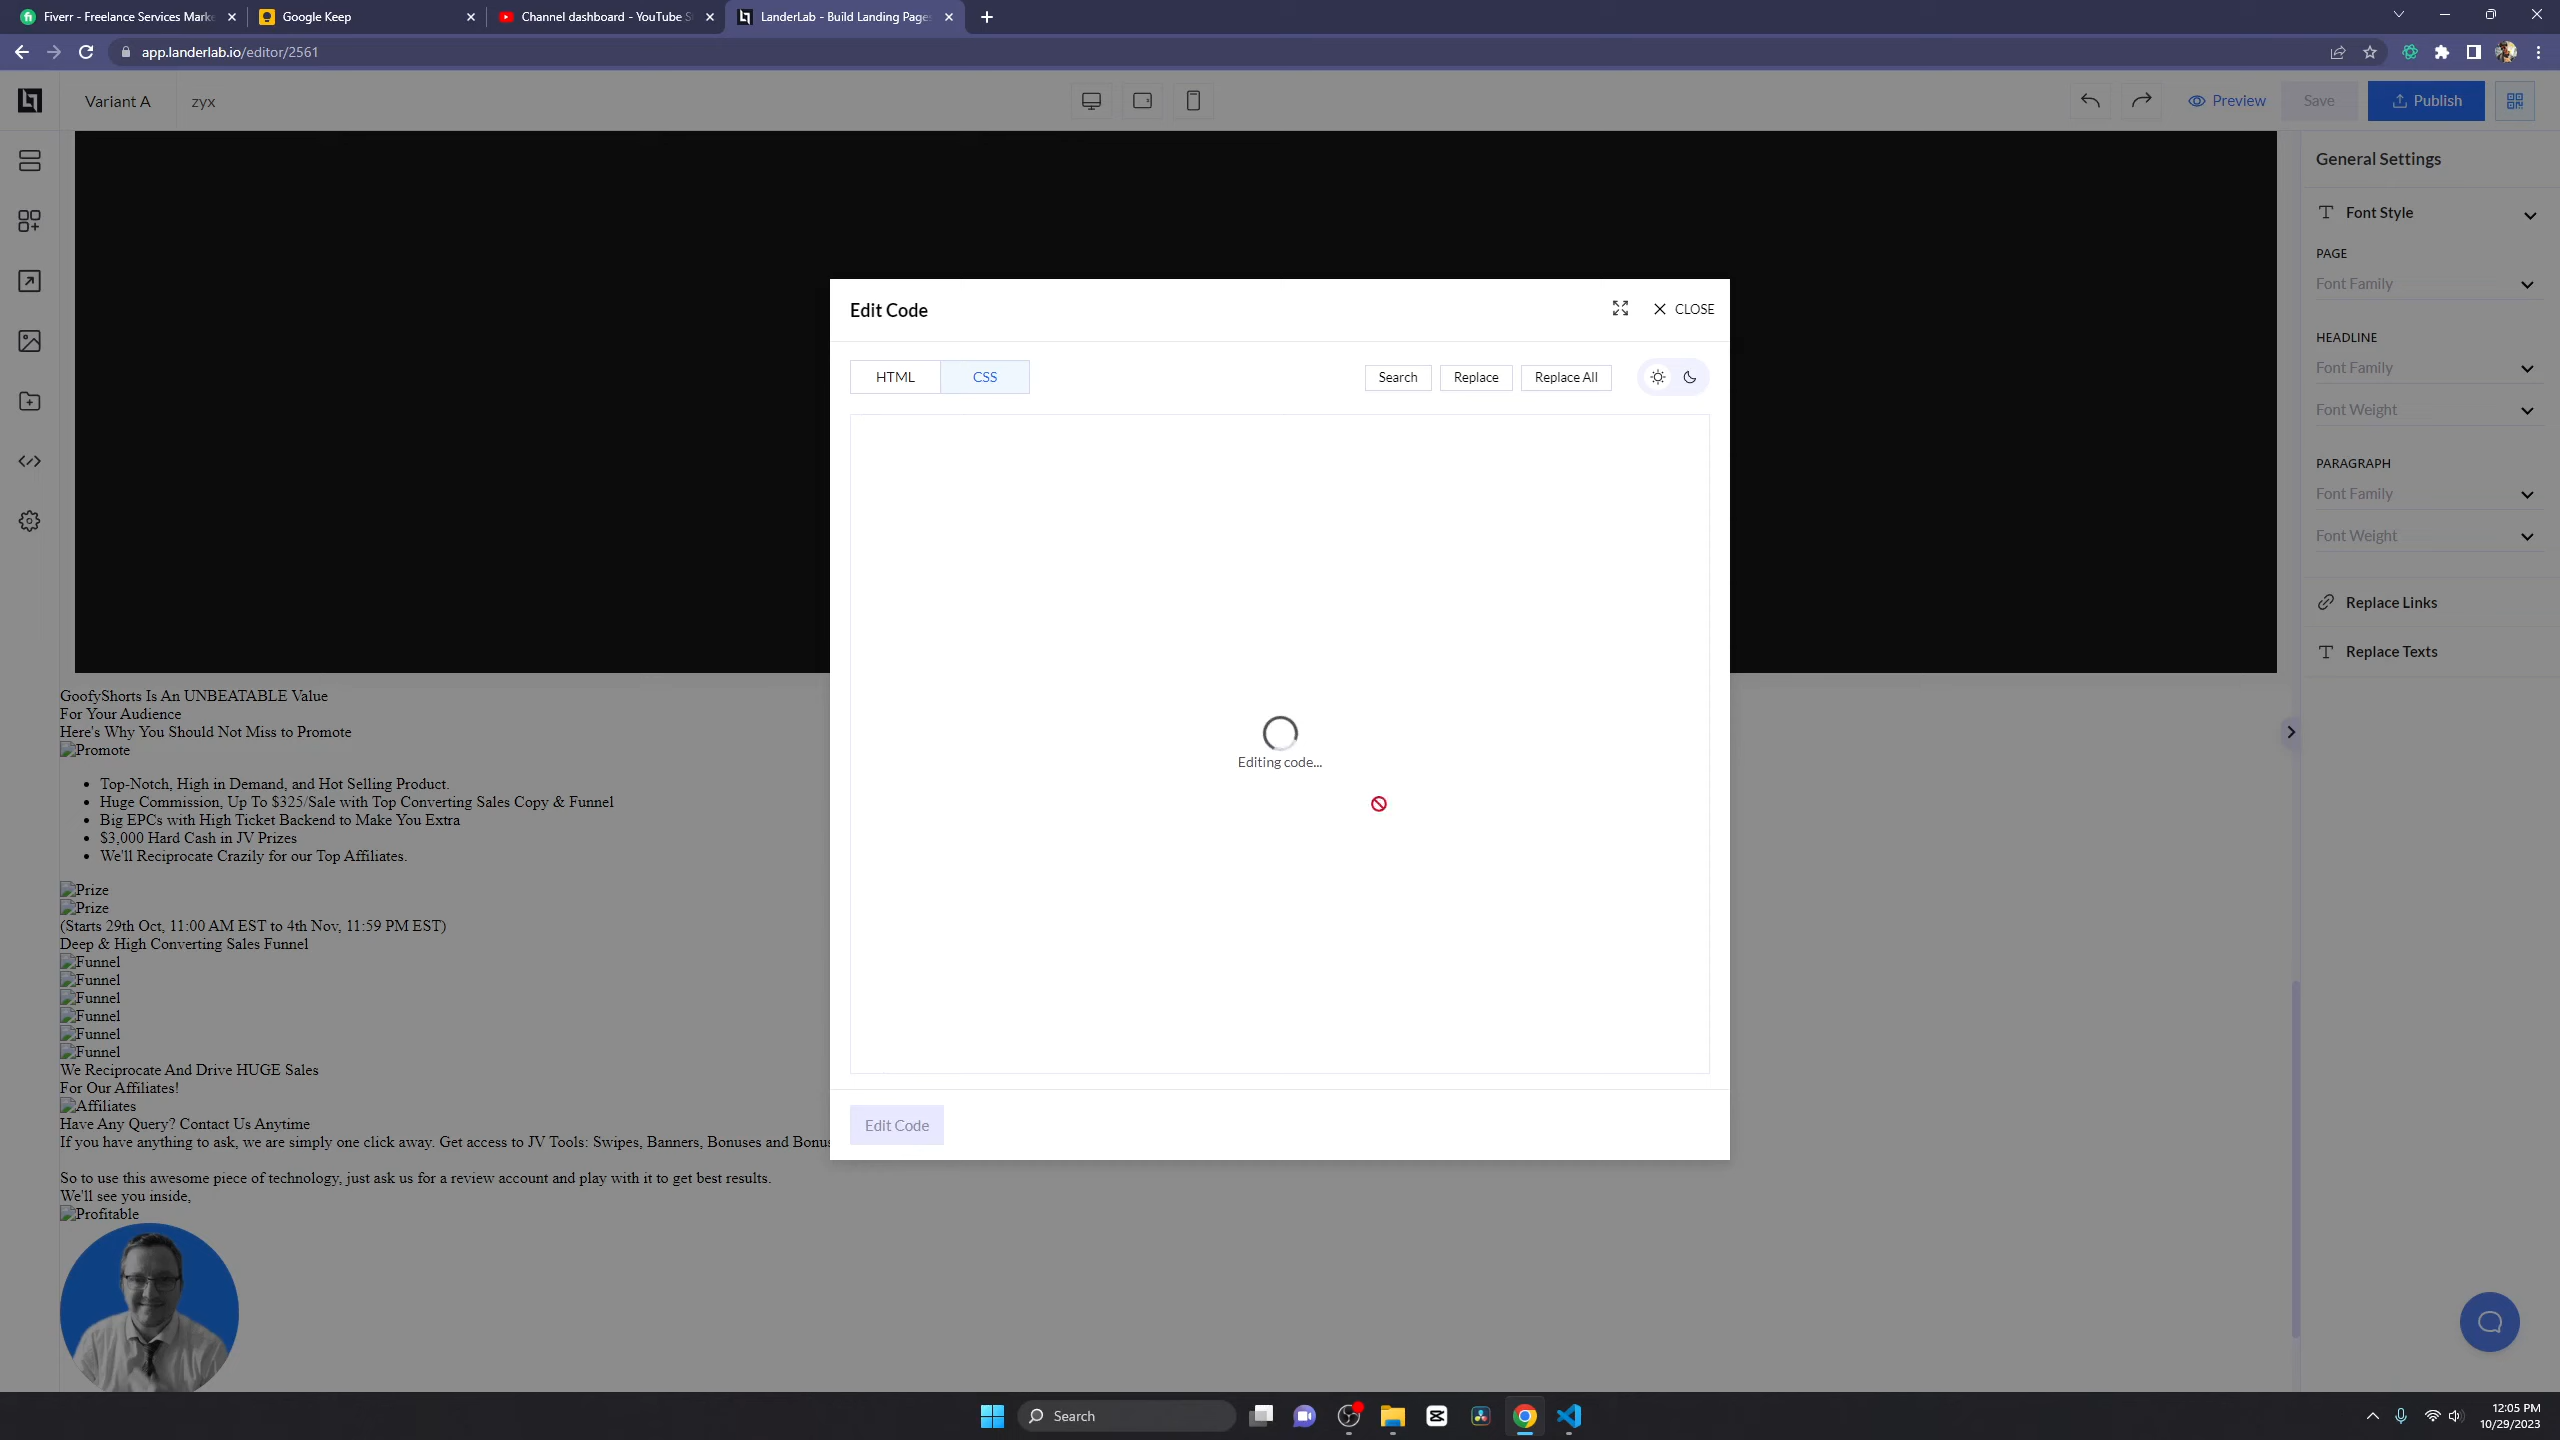 Fiverr - Freelance Services Marke
Google Keep
Channel dashboard - YouTube S
LanderLab - Build Landing Pages
app.landerlab.io/editor/2561
Variant A
zyx
Preview
Save
Publish
General Settings
Font Style
PAGE
Font Family
HEADLINE
Font Family
Font Weight
PARAGRAPH
Font Family
Font Weight
Replace Links
Replace Texts
Edit Code
CLOSE
HTML
CSS
Search
Replace
Replace All
Editing code...
Edit Code
GoofyShorts Is An UNBEATABLE Value
For Your Audience
Here's Why You Should Not Miss to Promote
Promote
Top-Notch, High in Demand, and Hot Selling Product.
Huge Commission, Up To $325/Sale with Top Converting Sales Copy & Funnel
Big EPCs with High Ticket Backend to Make You Extra
$3,000 Hard Cash in JV Prizes
We'll Reciprocate Crazily for our Top Affiliates.
Prize
Prize
(Starts 29th Oct, 11:00 AM EST to 4th Nov, 11:59 PM EST)
Deep & High Converting Sales Funnel
Funnel
Funnel
Funnel
Funnel
Funnel
Funnel
We Reciprocate And Drive HUGE Sales
For Our Affiliates!
Affiliates
Have Any Query? Contact Us Anytime
If you have anything to ask, we are simply one click away. Get access to JV Tools: Swipes, Banners, Bonuses and Bonu
So to use this awesome piece of technology, just ask us for a review account and play with it to get best results.
We'll see you inside,
Profitable
Search
12:05 PM
10/29/2023